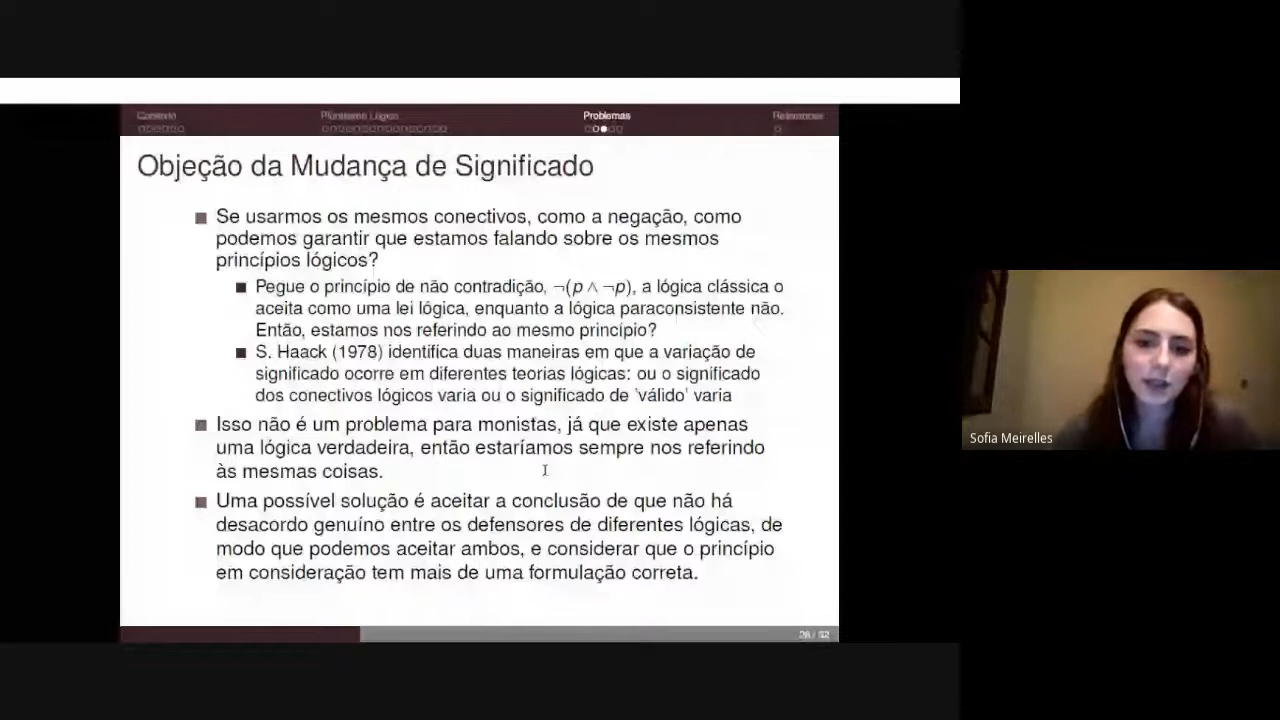 Contexto
Pluralismo Lógico
Problemas
Referências
Objeção da Mudança de Significado
Se usarmos os mesmos conectivos, como a negação, como
podemos garantir que estamos falando sobre os mesmos
princípios lógicos?
Pegue o princípio de não contradição, ¬(p ∧ ¬p), a lógica clássica o
aceita como uma lei lógica, enquanto a lógica paraconsistente não.
Então, estamos nos referindo ao mesmo princípio?
S. Haack (1978) identifica duas maneiras em que a variação de
significado ocorre em diferentes teorias lógicas: ou o significado
dos conectivos lógicos varia ou o significado de 'válido' varia
Isso não é um problema para monistas, já que existe apenas
uma lógica verdadeira, então estaríamos sempre nos referindo
às mesmas coisas.
Uma possível solução é aceitar a conclusão de que não há
desacordo genuíno entre os defensores de diferentes lógicas, de
modo que podemos aceitar ambos, e considerar que o princípio
em consideração tem mais de uma formulação correta.
Sofia Meirelles